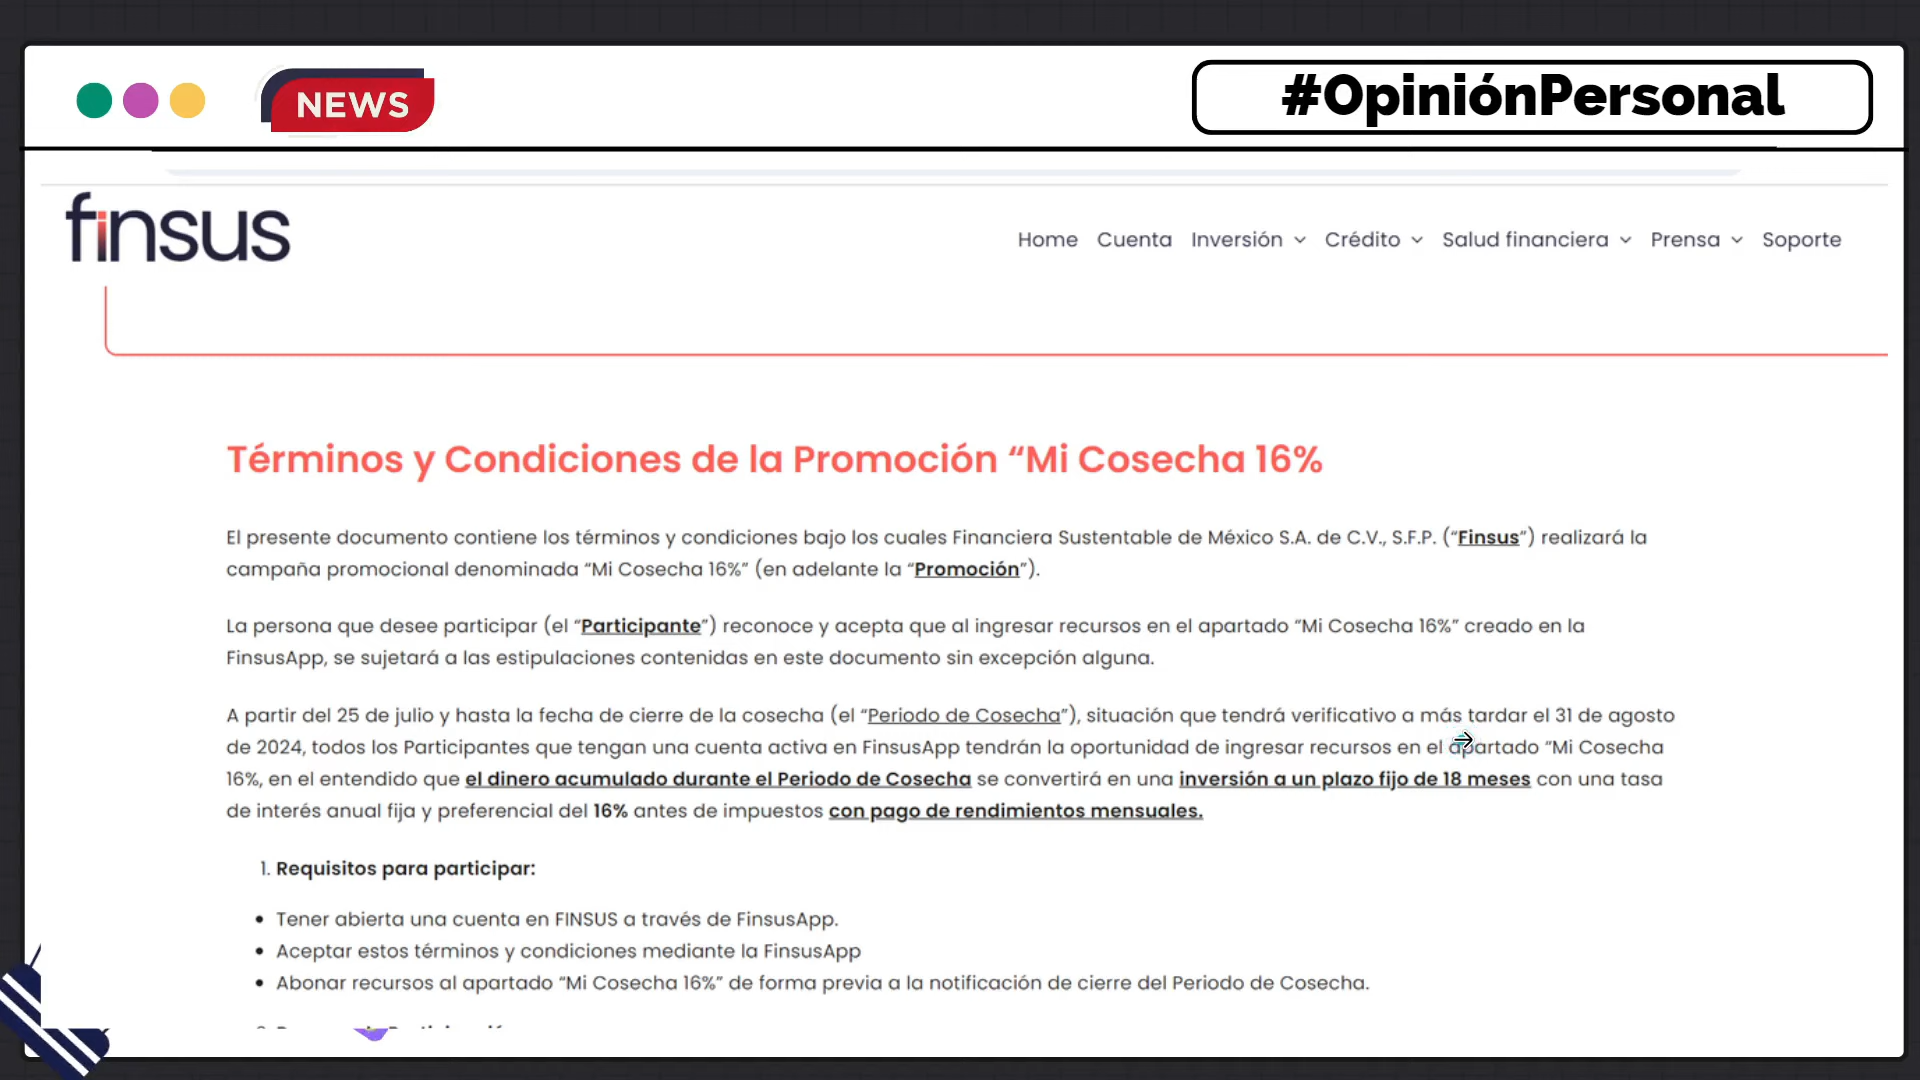 NEWS
#OpiniónPersonal
finsus
Home Cuenta Inversión Crédito Salud financiera Prensa Soporte
Términos y Condiciones de la Promoción “Mi Cosecha 16%
El presente documento contiene los términos y condiciones bajo los cuales Financiera Sustentable de México S.A. de C.V., S.F.P. (“Finsus”) realizará la
campaña promocional denominada “Mi Cosecha 16%” (en adelante la “Promoción”).
La persona que desee participar (el “Participante”) reconoce y acepta que al ingresar recursos en el apartado “Mi Cosecha 16%” creado en la
FinsusApp, se sujetará a las estipulaciones contenidas en este documento sin excepción alguna.
A partir del 25 de julio y hasta la fecha de cierre de la cosecha (el “Periodo de Cosecha”), situación que tendrá verificativo a más tardar el 31 de agosto
de 2024, todos los Participantes que tengan una cuenta activa en FinsusApp tendrán la oportunidad de ingresar recursos en el apartado “Mi Cosecha
16%, en el entendido que el dinero acumulado durante el Periodo de Cosecha se convertirá en una inversión a un plazo fijo de 18 meses con una tasa
de interés anual fija y preferencial del 16% antes de impuestos con pago de rendimientos mensuales.
1. Requisitos para participar:
• Tener abierta una cuenta en FINSUS a través de FinsusApp.
• Aceptar estos términos y condiciones mediante la FinsusApp
• Abonar recursos al apartado “Mi Cosecha 16%” de forma previa a la notificación de cierre del Periodo de Cosecha.